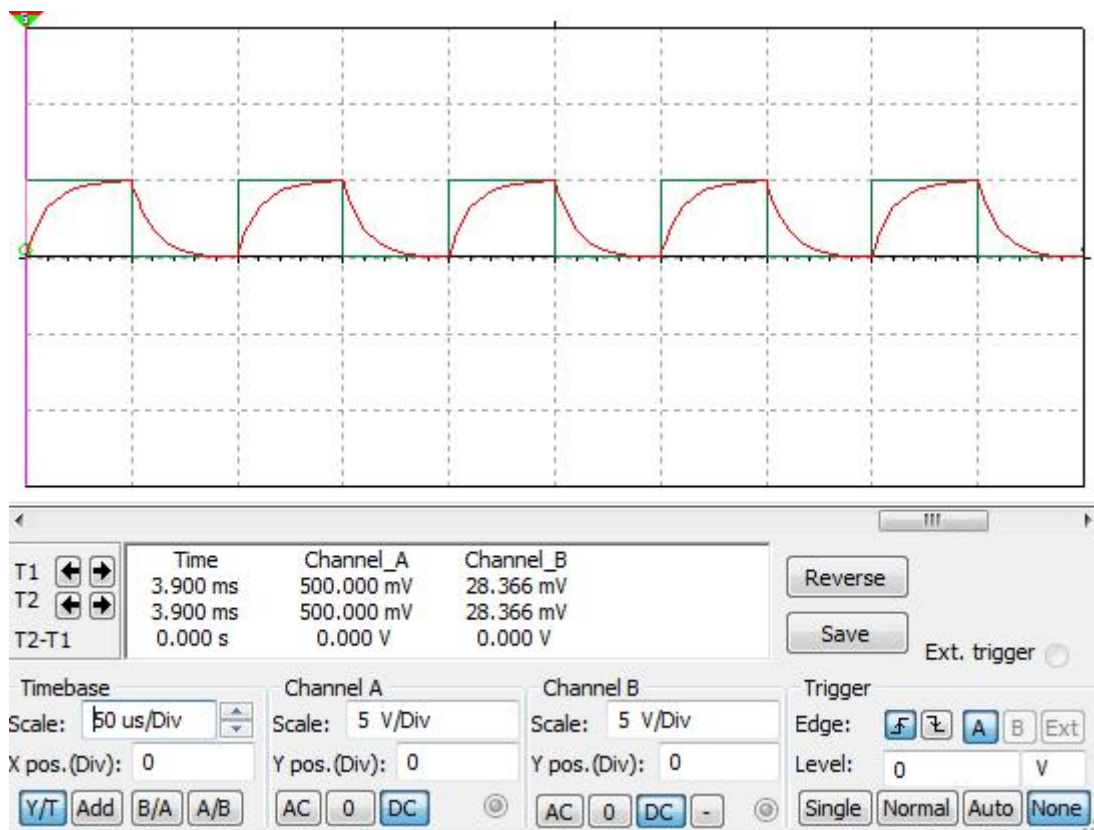 Time Channel_A Channel_B
T1 3.900 ms 500.000 mV 28.366 mV
T2 3.900 ms 500.000 mV 28.366 mV
T2-T1 0.000 s 0.000 V 0.000 V
Reverse
Save
Ext. trigger
Timebase Channel A Channel B Trigger
Scale: 50 us/Div Scale: 5 V/Div Scale: 5 V/Div Edge: A B Ext
X pos.(Div): 0 Y pos.(Div): 0 Y pos.(Div): 0 Level: 0 V
Y/T Add B/A A/B AC 0 DC AC 0 DC - Single Normal Auto None